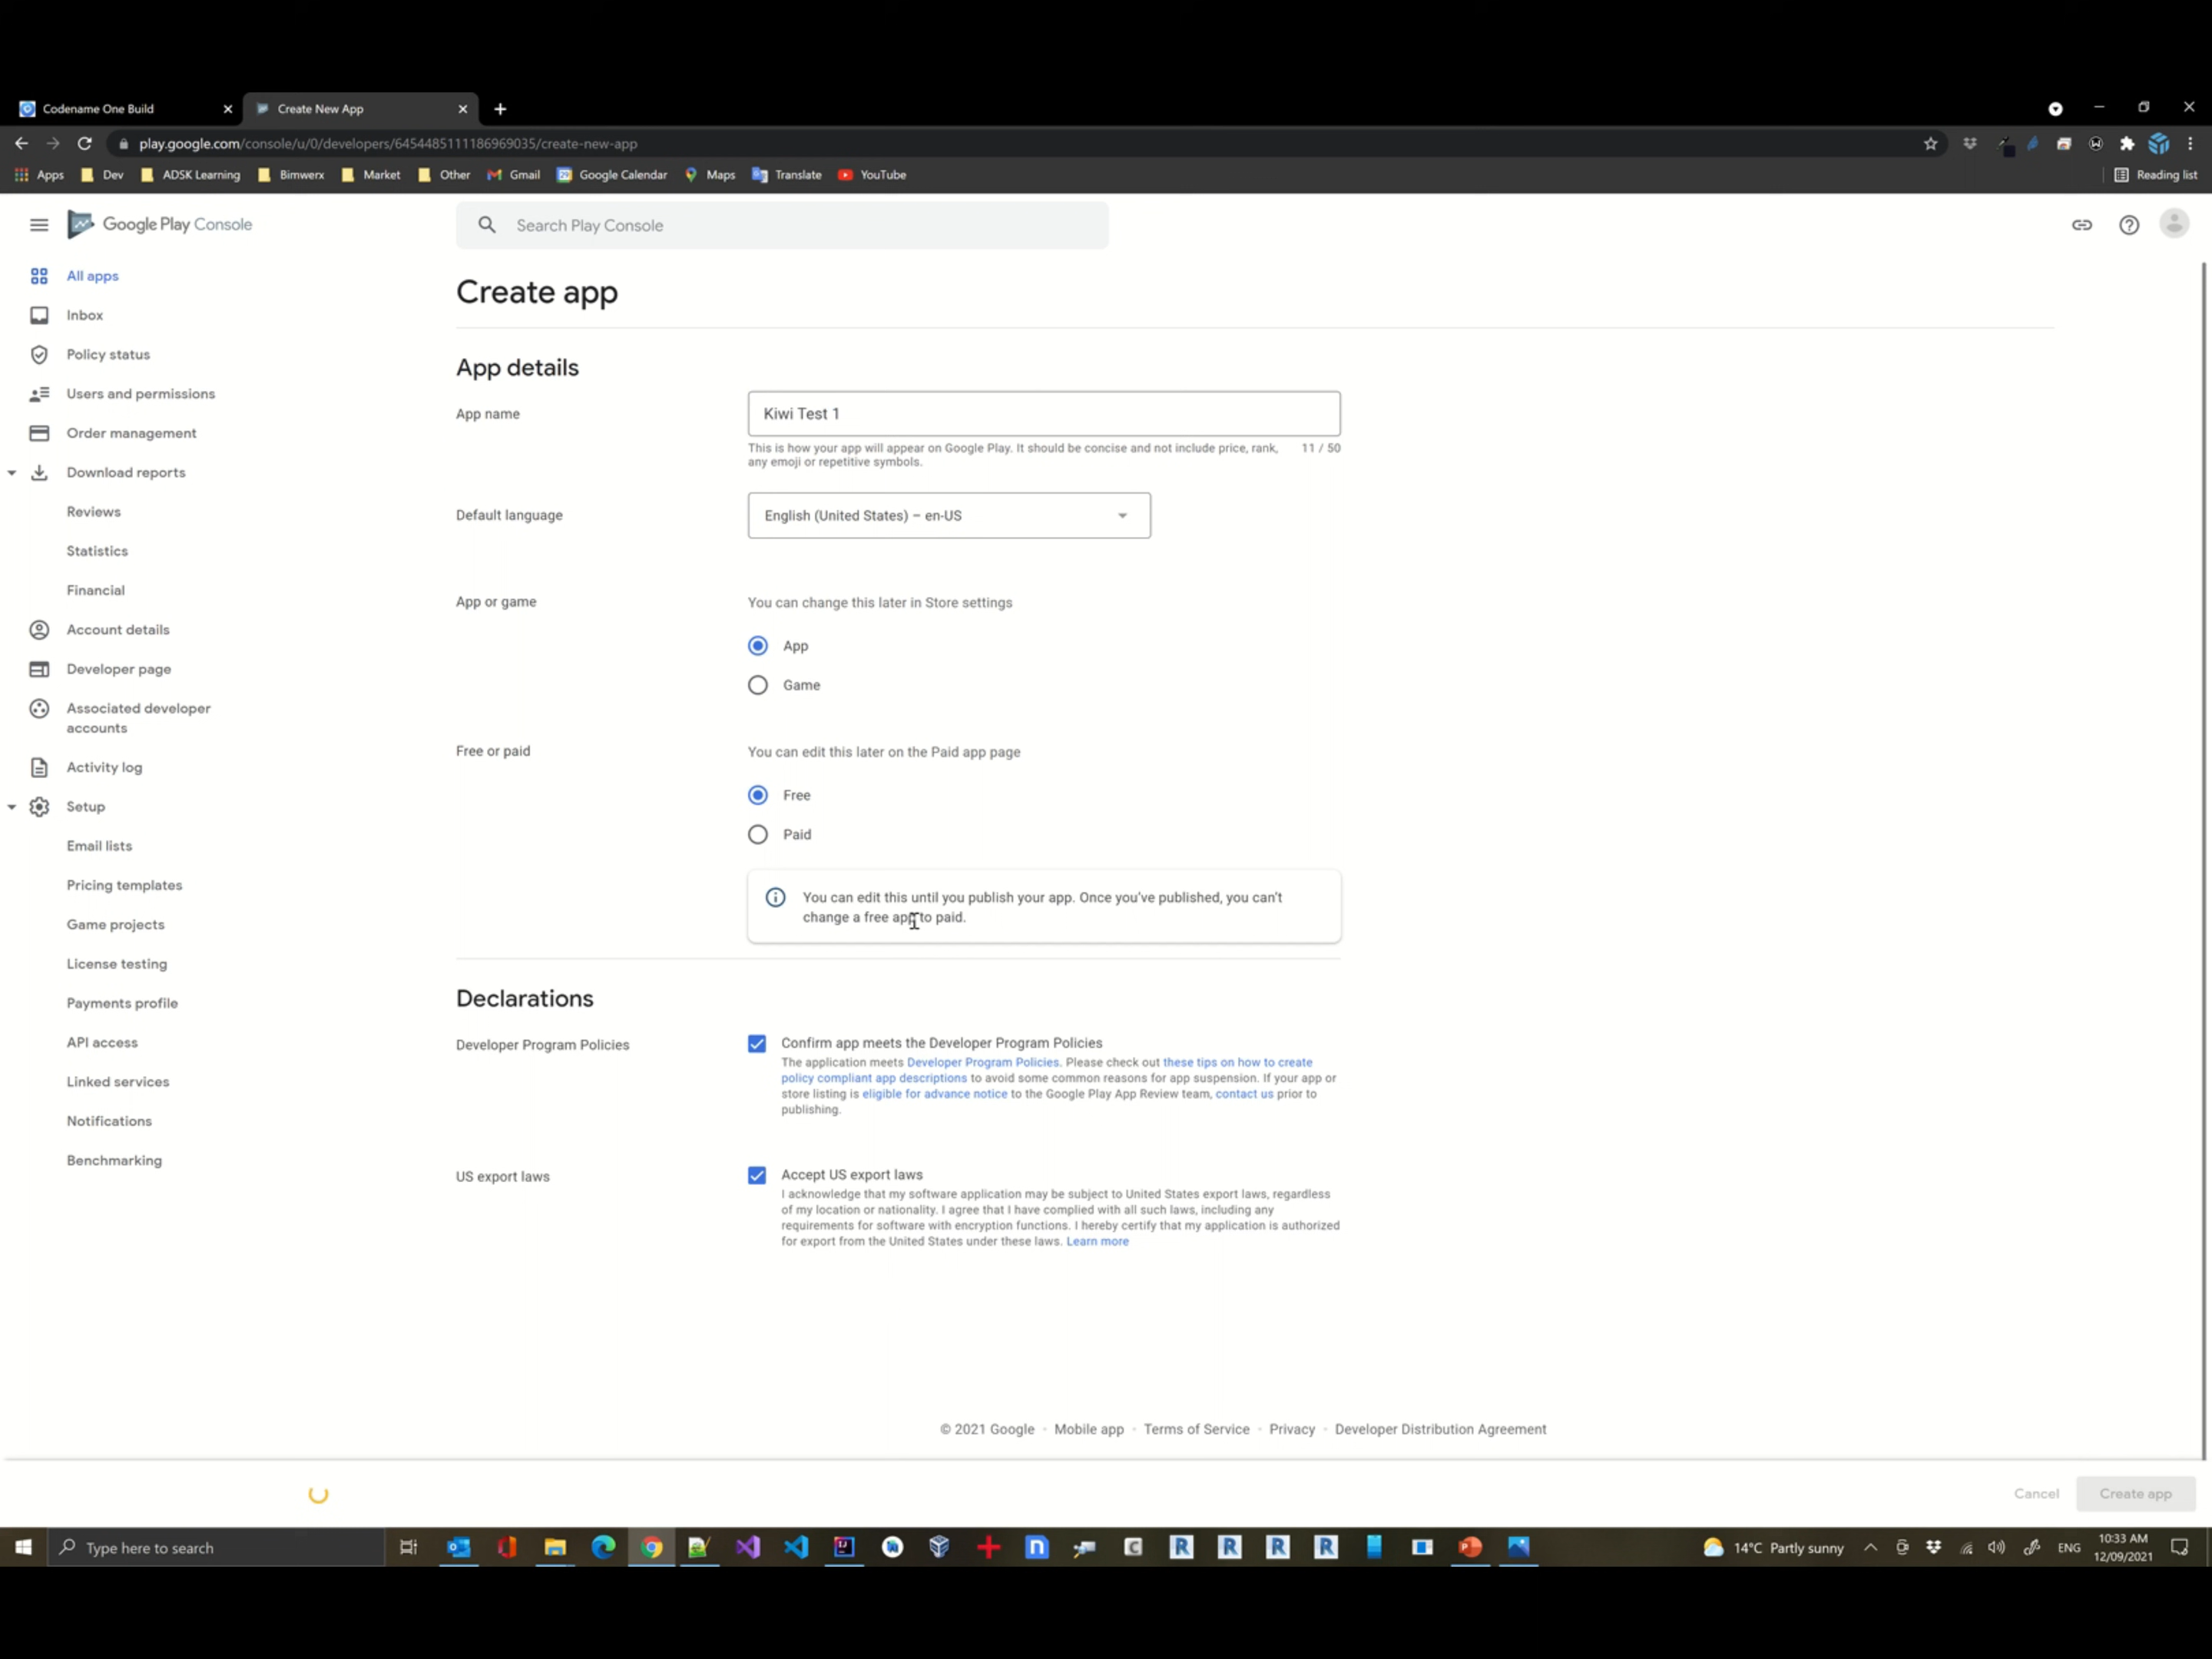 Codename One Build
Create New App
play.google.com/console/u/0/developers/6454485111186969035/create-new-app
Apps
Dev
ADSK Learning
Bimwerx
Market
Other
Gmail
Google Calendar
Maps
Translate
YouTube
Reading list
Google Play Console
Search Play Console
All apps
Inbox
Policy status
Users and permissions
Order management
Download reports
Reviews
Statistics
Financial
Account details
Developer page
Associated developer
accounts
Activity log
Setup
Email lists
Pricing templates
Game projects
License testing
Payments profile
API access
Linked services
Notifications
Benchmarking
Create app
App details
App name
Kiwi Test 1
This is how your app will appear on Google Play. It should be concise and not include price, rank,
any emoji or repetitive symbols.
11 / 50
Default language
English (United States) – en-US
App or game
You can change this later in Store settings
App
Game
Free or paid
You can edit this later on the Paid app page
Free
Paid
You can edit this until you publish your app. Once you've published, you can't
change a free app to paid.
Declarations
Developer Program Policies
Confirm app meets the Developer Program Policies
The application meets Developer Program Policies. Please check out these tips on how to create
policy compliant app descriptions to avoid some common reasons for app suspension. If your app or
store listing is eligible for advance notice to the Google Play App Review team, contact us prior to
publishing.
US export laws
Accept US export laws
I acknowledge that my software application may be subject to United States export laws, regardless
of my location or nationality. I agree that I have complied with all such laws, including any
requirements for software with encryption functions. I hereby certify that my application is authorized
for export from the United States under these laws. Learn more
© 2021 Google · Mobile app · Terms of Service · Privacy · Developer Distribution Agreement
Cancel
Create app
Type here to search
14°C Partly sunny
ENG
10:33 AM
12/09/2021